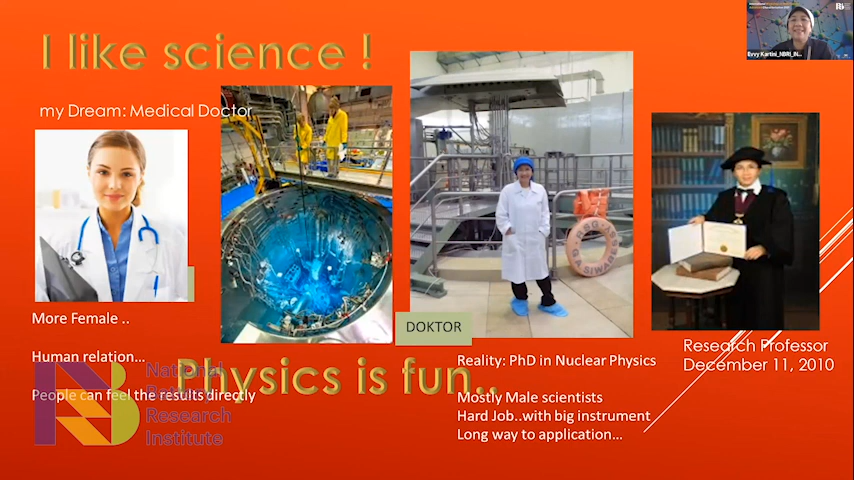 I like science !
my Dream: Medical Doctor
Evvy Kartini_NBRI_IN...
DOKTOR
More Female ..
Human relation...
People can feel the results directly
National
Battery
Research
Institute
Physics is fun..
Reality: PhD in Nuclear Physics
Mostly Male scientists
Hard Job..with big instrument
Long way to application...
Research Professor
December 11, 2010